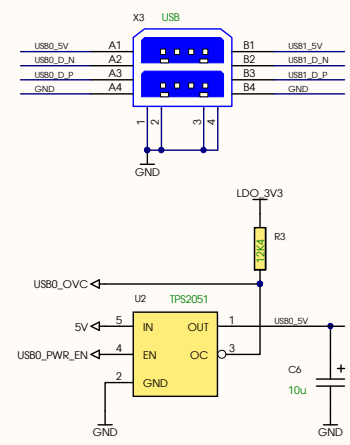 X3 USB
USB0_5V A1 B1 USB1_5V
USB0_D_N A2 B2 USB1_D_N
USB0_D_P A3 B3 USB1_D_P
GND A4 B4 GND
1 2 3 4
GND
LDO_3V3
R3
12K4
USB0_OVC
U2 TPS2051
5V 5 IN OUT 1 USB0_5V
USB0_PWR_EN 4 EN OC 3
2 GND
C6 +
10u
GND GND